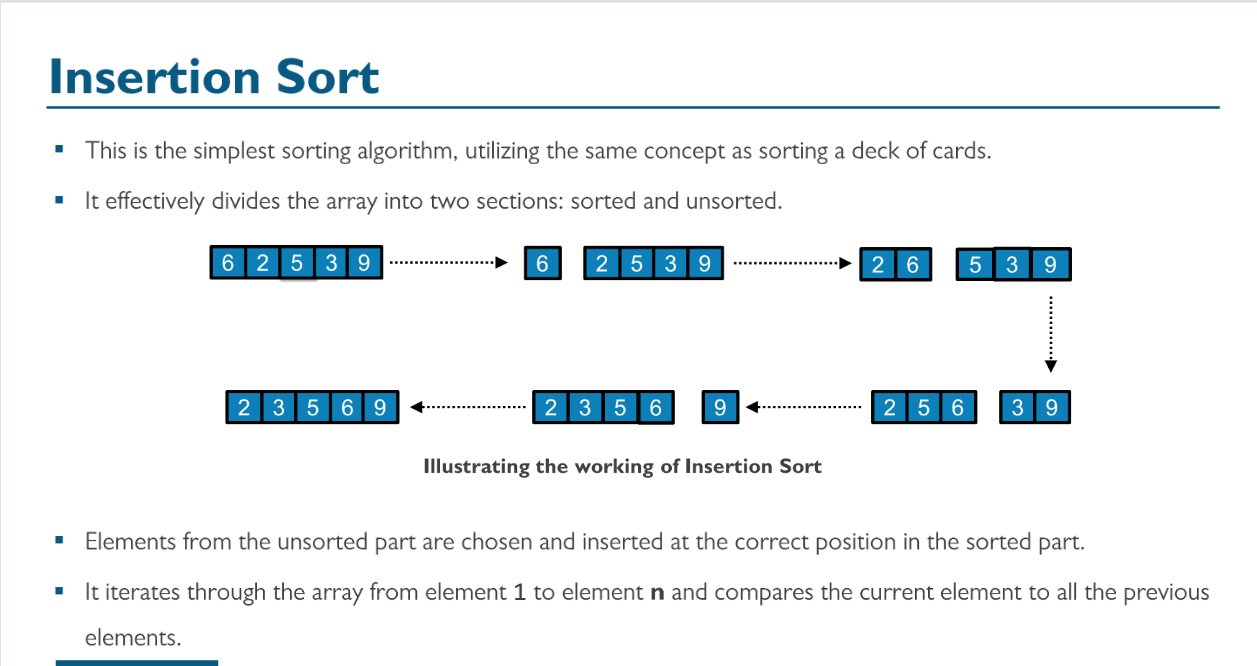 Insertion Sort
▪ This is the simplest sorting algorithm, utilizing the same concept as sorting a deck of cards.
▪ It effectively divides the array into two sections: sorted and unsorted.
6 2 5 3 9 6 2 5 3 9 2 6 5 3 9
2 3 5 6 9 2 3 5 6 9 2 5 6 3 9
Illustrating the working of Insertion Sort
▪ Elements from the unsorted part are chosen and inserted at the correct position in the sorted part.
▪ It iterates through the array from element 1 to element n and compares the current element to all the previous
elements.